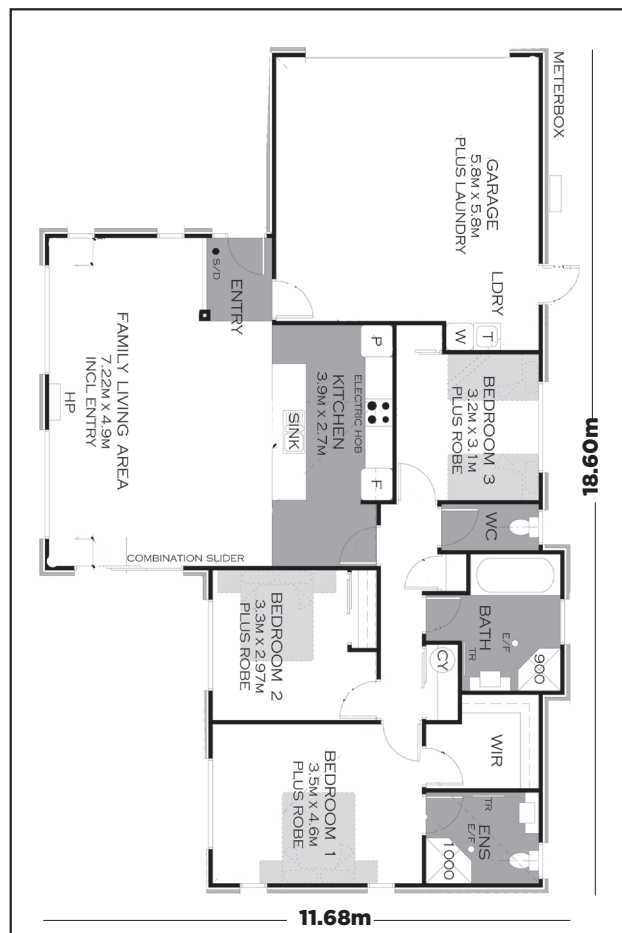 METERBOX
GARAGE
5.8M X 5.8M
PLUS LAUNDRY
LDRY
W
T
S/D
ENTRY
FAMILY LIVING AREA
7.22M X 4.9M
INCL ENTRY
HP
P
ELECTRIC HOB
KITCHEN
3.9M X 2.7M
SINK
F
BEDROOM 3
3.2M X 3.1M
PLUS ROBE
18.60m
WC
COMBINATION SLIDER
BEDROOM 2
3.3M X 2.97M
PLUS ROBE
BATH
E/F
TR
900
CY
WIR
BEDROOM 1
3.5M X 4.6M
PLUS ROBE
TR
ENS
E/F
1000
11.68m